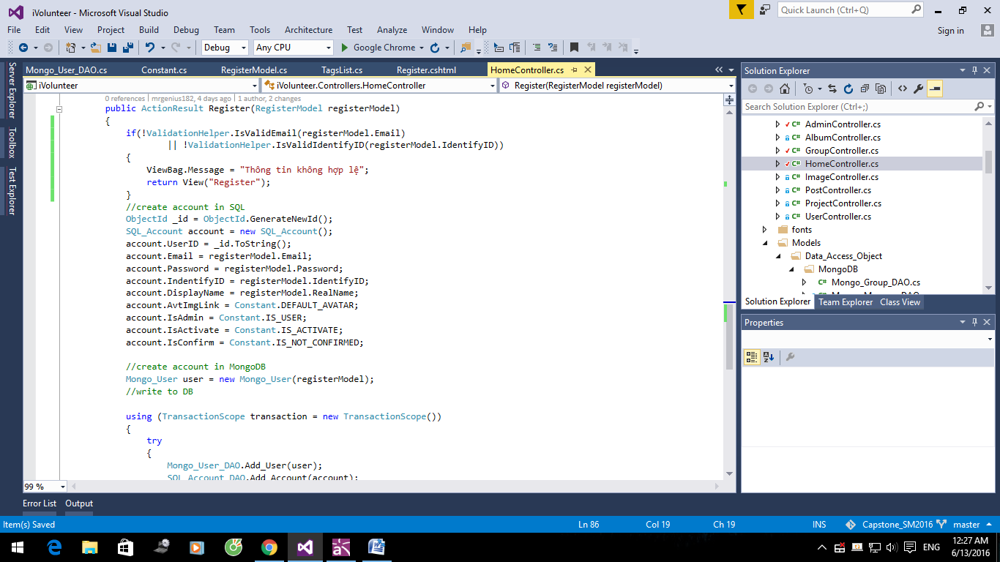 iVolunteer - Microsoft Visual Studio
Quick Launch (Ctrl+Q)
File Edit View Project Build Debug Team Tools Architecture Test Analyze Window Help
Sign in
Debug Any CPU Google Chrome
Server Explorer
Toolbox
Test Explorer
Mongo_User_DAO.cs Constant.cs RegisterModel.cs TagsList.cs Register.cshtml HomeController.cs
iVolunteer iVolunteer.Controllers.HomeController Register(RegisterModel registerModel)
0 references | mrgenius182, 4 days ago | 1 author, 2 changes
public ActionResult Register(RegisterModel registerModel)
{
if(!ValidationHelper.IsValidEmail(registerModel.Email)
|| !ValidationHelper.IsValidIdentifyID(registerModel.IdentifyID))
{
ViewBag.Message = "Thông tin không hợp lệ";
return View("Register");
}
//create account in SQL
ObjectId _id = ObjectId.GenerateNewId();
SQL_Account account = new SQL_Account();
account.UserID = _id.ToString();
account.Email = registerModel.Email;
account.Password = registerModel.Password;
account.IndentifyID = registerModel.IdentifyID;
account.DisplayName = registerModel.RealName;
account.AvtImgLink = Constant.DEFAULT_AVATAR;
account.IsAdmin = Constant.IS_USER;
account.IsActivate = Constant.IS_ACTIVATE;
account.IsConfirm = Constant.IS_NOT_CONFIRMED;
//create account in MongoDB
Mongo_User user = new Mongo_User(registerModel);
//write to DB
using (TransactionScope transaction = new TransactionScope())
{
try
{
Mongo_User_DAO.Add_User(user);
SQL_Account_DAO.Add_Account(account);
99 %
Solution Explorer
Search Solution Explorer (Ctrl+;)
C# AdminController.cs
C# AlbumController.cs
C# GroupController.cs
C# HomeController.cs
C# ImageController.cs
C# PostController.cs
C# ProjectController.cs
C# UserController.cs
fonts
Models
Data_Access_Object
MongoDB
C# Mongo_Group_DAO.cs
Solution Explorer Team Explorer Class View
Properties
Error List Output
Item(s) Saved Ln 86 Col 19 Ch 19 INS Capstone_SM2016 master
ENG
12:27 AM
6/13/2016